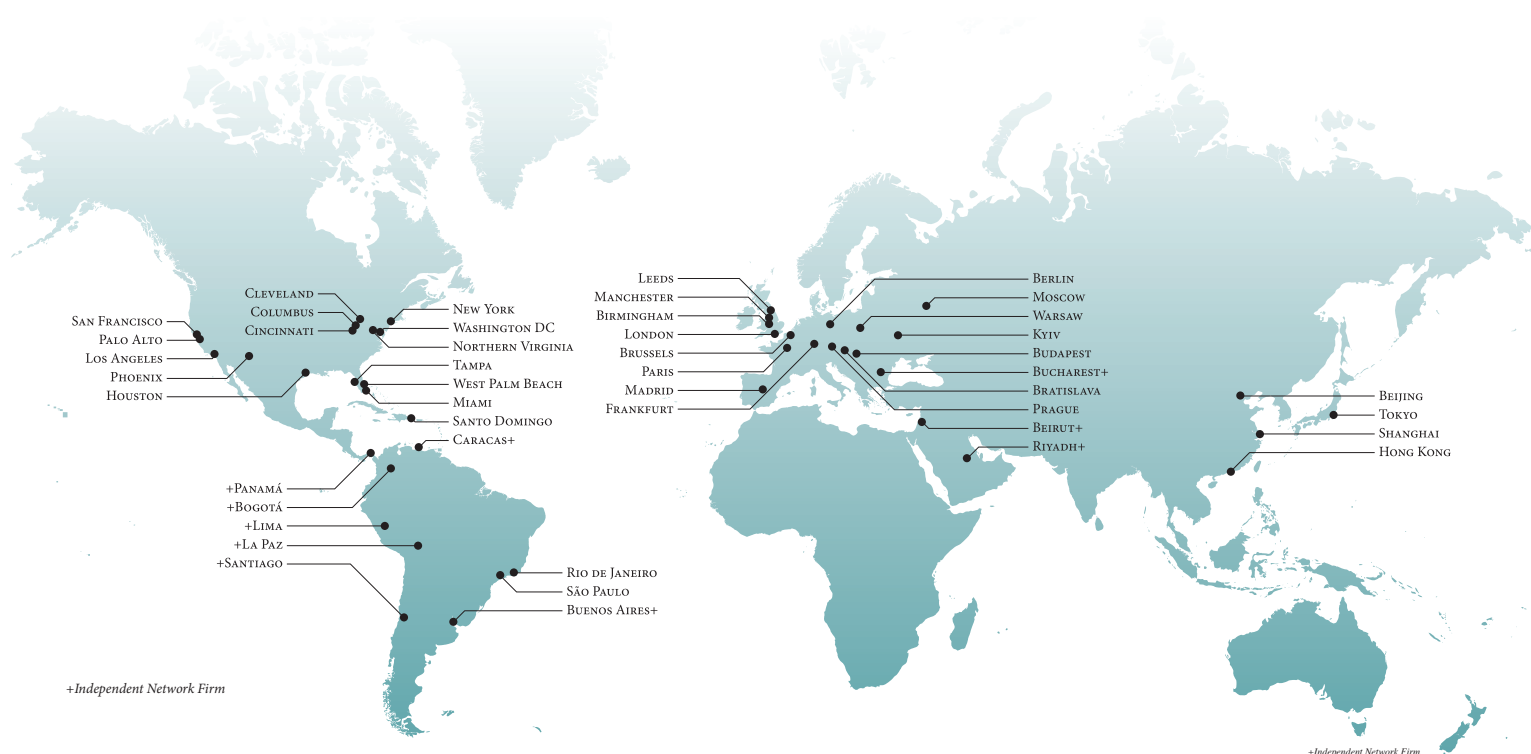 Cleveland
Columbus
Cincinnati
San Francisco
Palo Alto
Los Angeles
Phoenix
Houston
New York
Washington DC
Northern Virginia
Tampa
West Palm Beach
Miami
Santo Domingo
Caracas+
+Panamá
+Bogotá
+Lima
+La Paz
+Santiago
Rio de Janeiro
São Paulo
Buenos Aires+
Leeds
Manchester
Birmingham
London
Brussels
Paris
Madrid
Frankfurt
Berlin
Moscow
Warsaw
Kyiv
Budapest
Bucharest+
Bratislava
Prague
Beirut+
Riyadh+
Beijing
Tokyo
Shanghai
Hong Kong
+Independent Network Firm
+Independent Network Firm